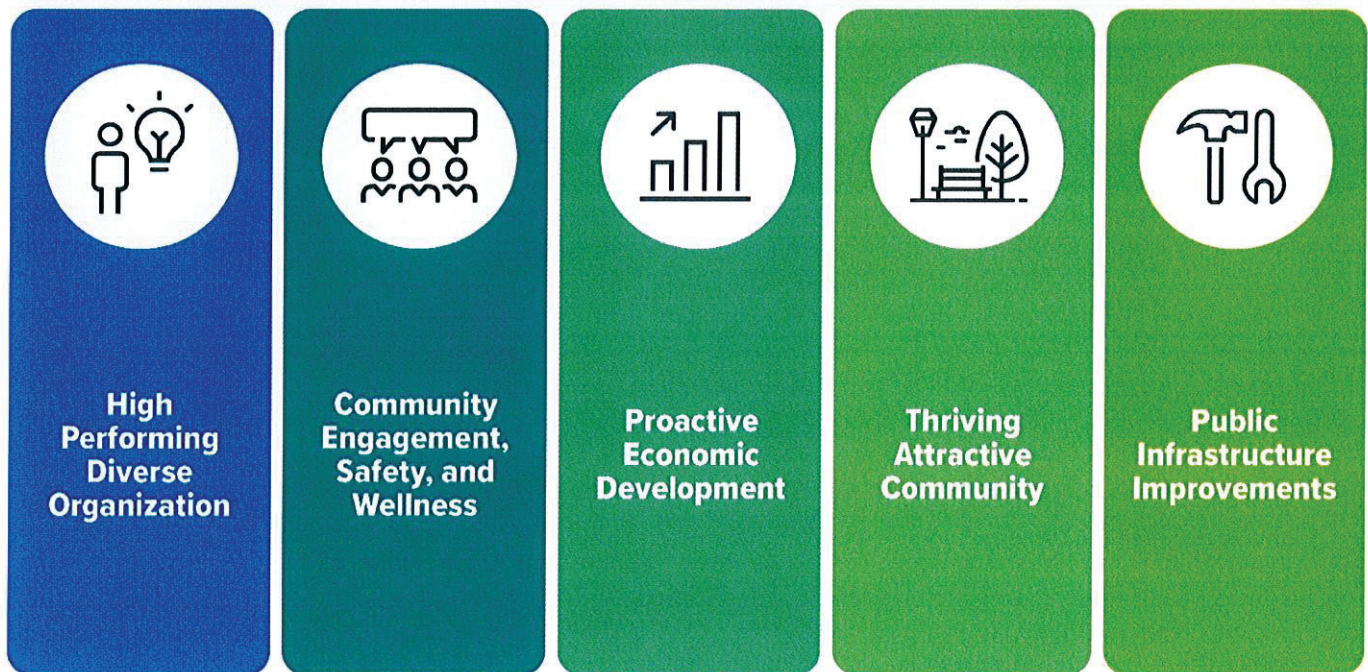 High
Performing
Diverse
Organization
Community
Engagement,
Safety, and
Wellness
Proactive
Economic
Development
Thriving
Attractive
Community
Public
Infrastructure
Improvements